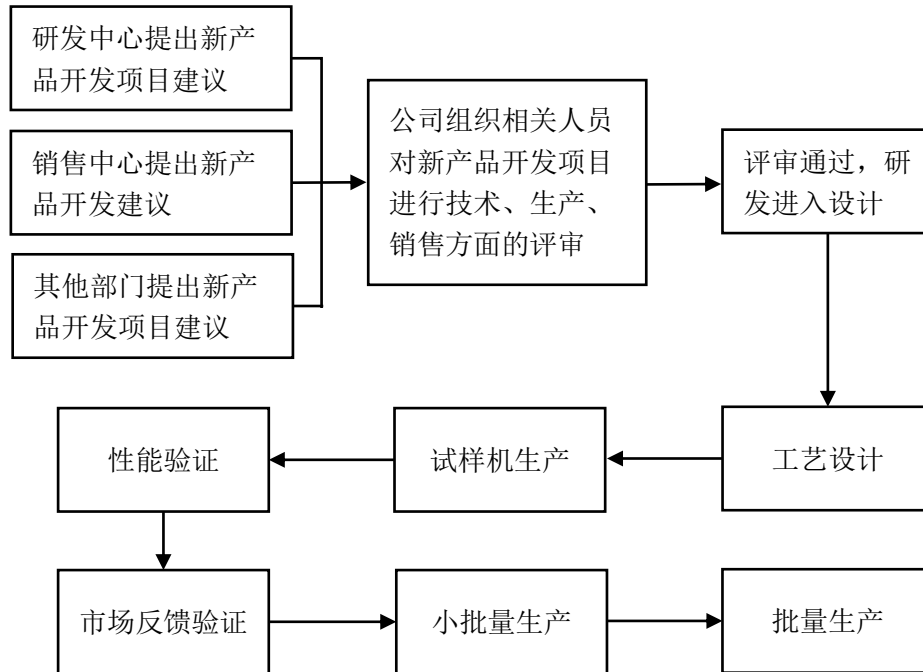 研发中心提出新产
品开发项目建议
销售中心提出新产
品开发建议
其他部门提出新产
品开发项目建议
公司组织相关人员
对新产品开发项目
进行技术、生产、
销售方面的评审
评审通过，研
发进入设计
工艺设计
试样机生产
性能验证
市场反馈验证
小批量生产
批量生产